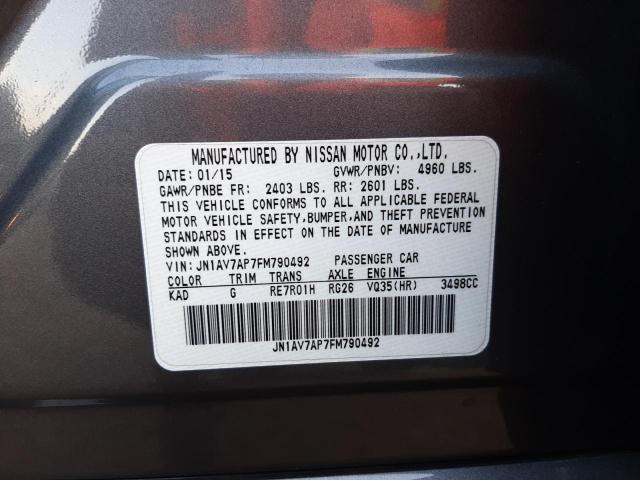 MANUFACTURED BY NISSAN MOTOR CO.,LTD.
DATE: 01/15 GVWR/PNBV: 4960 LBS.
GAWR/PNBE FR: 2403 LBS. RR: 2601 LBS.
THIS VEHICLE CONFORMS TO ALL APPLICABLE FEDERAL
MOTOR VEHICLE SAFETY,BUMPER,AND THEFT PREVENTION
STANDARDS IN EFFECT ON THE DATE OF MANUFACTURE
SHOWN ABOVE.
VIN: JN1AV7AP7FM790492 PASSENGER CAR
COLOR TRIM TRANS AXLE ENGINE
KAD G RE7R01H RG26 VQ35(HR) 3498CC
JN1AV7AP7FM790492